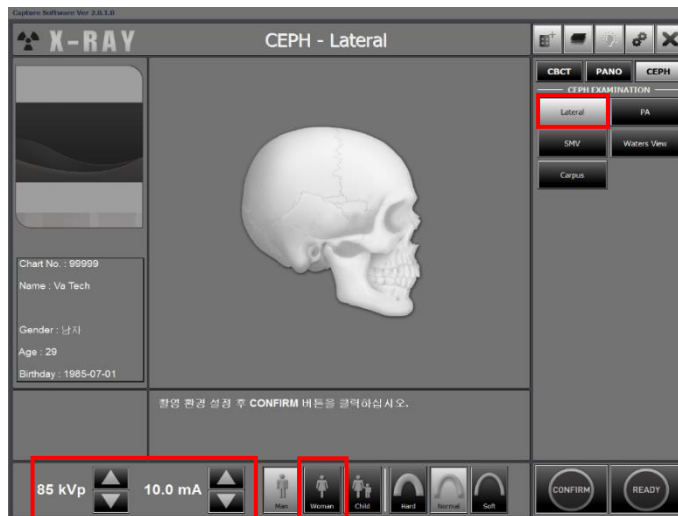 Capture Software Ver 2.0.1.0
X-RAY
CEPH - Lateral
CBCT PANO CEPH
CEPH EXAMINATION
Lateral PA
SMV Waters View
Carpus
Chart No. : 99999
Name : Va Tech
Gender : 남자
Age : 29
Birthday : 1985-07-01
촬영 환경 설정 후 CONFIRM 버튼을 클릭하십시오.
85 kVp 10.0 mA Man Woman Child Hard Normal Soft CONFIRM READY